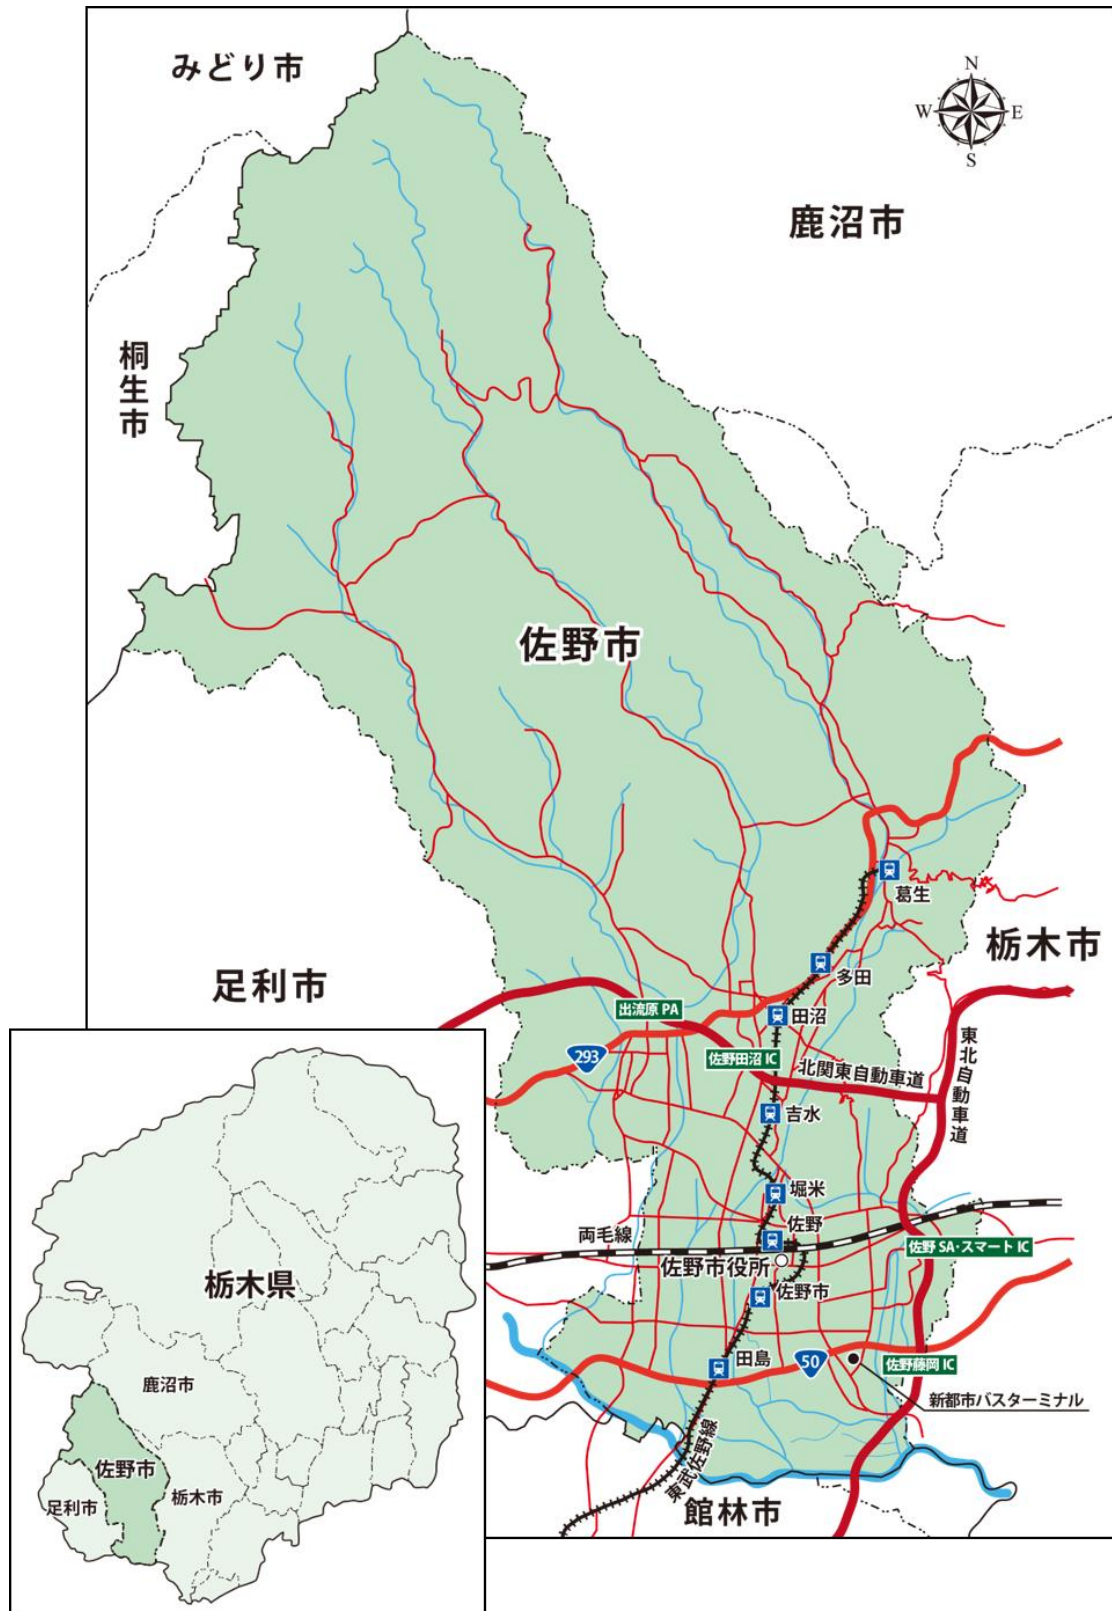 みどり市
N
W
E
S
鹿沼市
桐生市
佐野市
葛生
栃木市
多田
足利市
出流原 PA
田沼
293
佐野田沼 IC
北関東自動車道
東北自動車道
吉水
堀米
両毛線
佐野
佐野市役所
佐野 SA・スマート IC
佐野市
田島
50
佐野藤岡 IC
新都市バスターミナル
東武佐野線
館林市
栃木県
鹿沼市
佐野市
足利市
栃木市